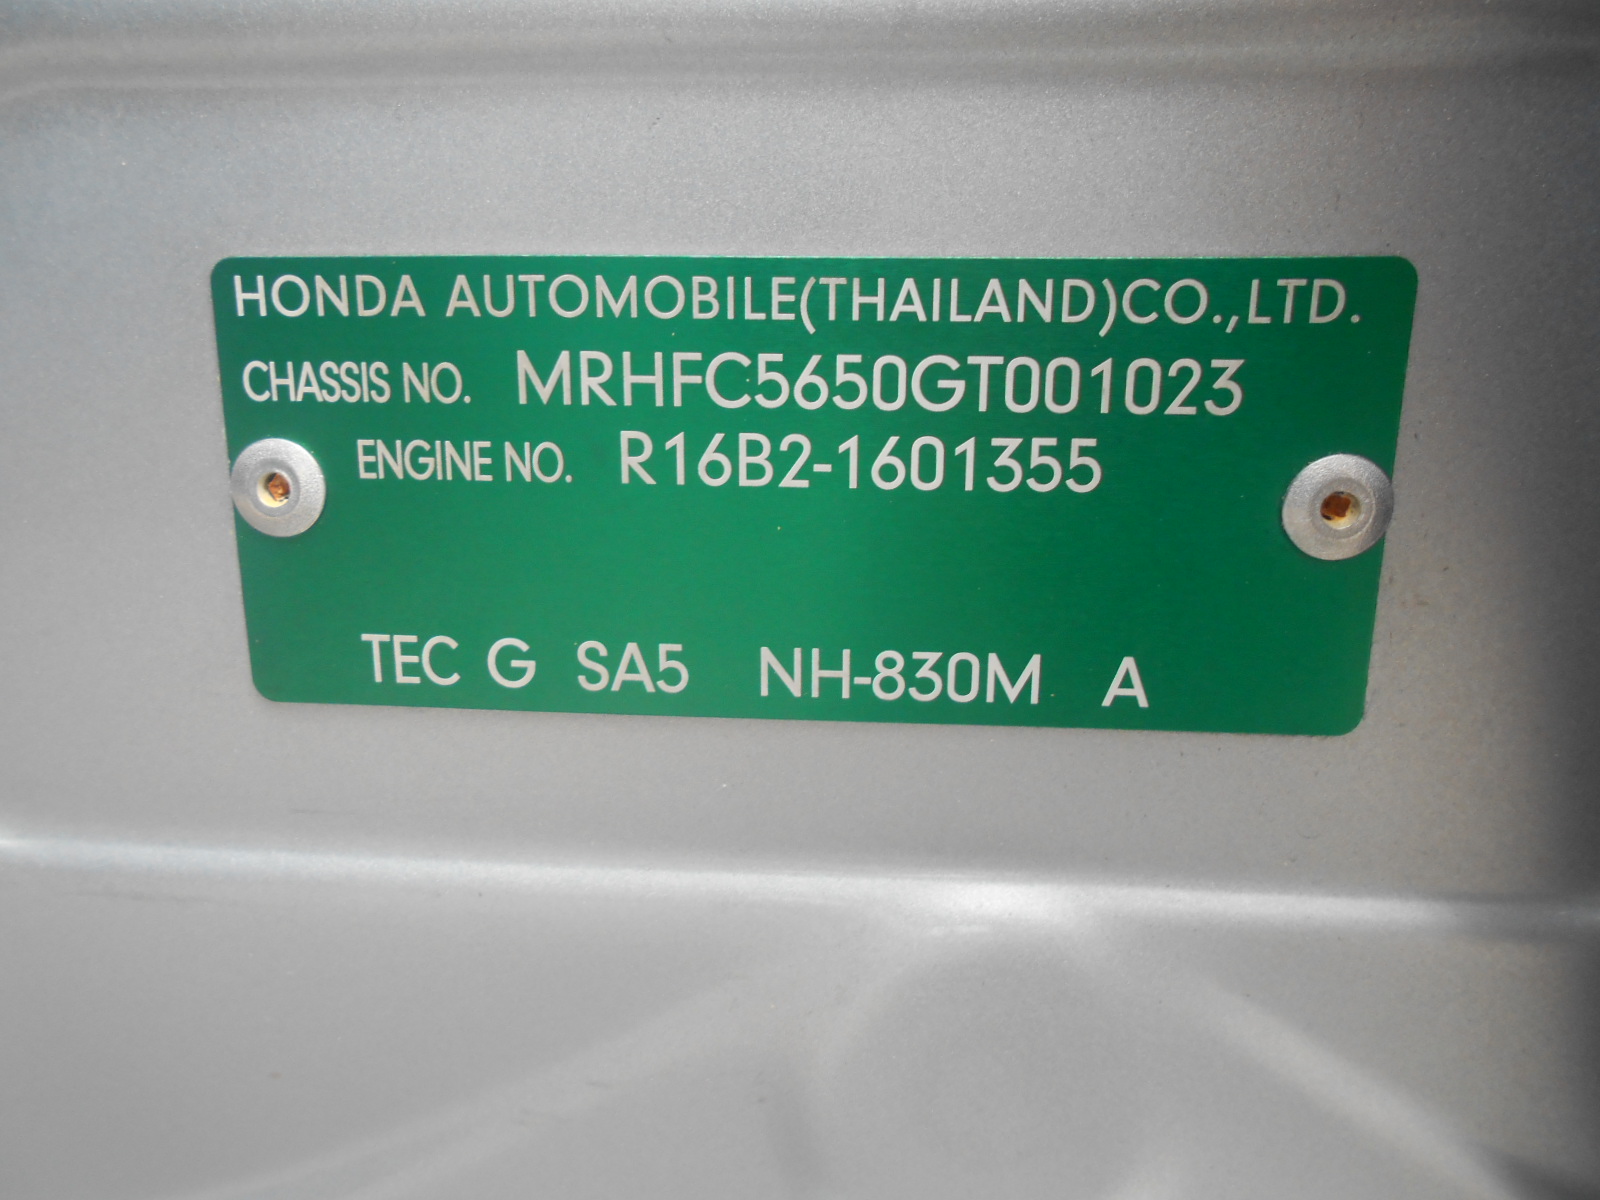 HONDA AUTOMOBILE(THAILAND)CO.,LTD.
CHASSIS NO. MRHFC5650GT001023
ENGINE NO. R16B2-1601355
TEC G SA5 NH-830M A